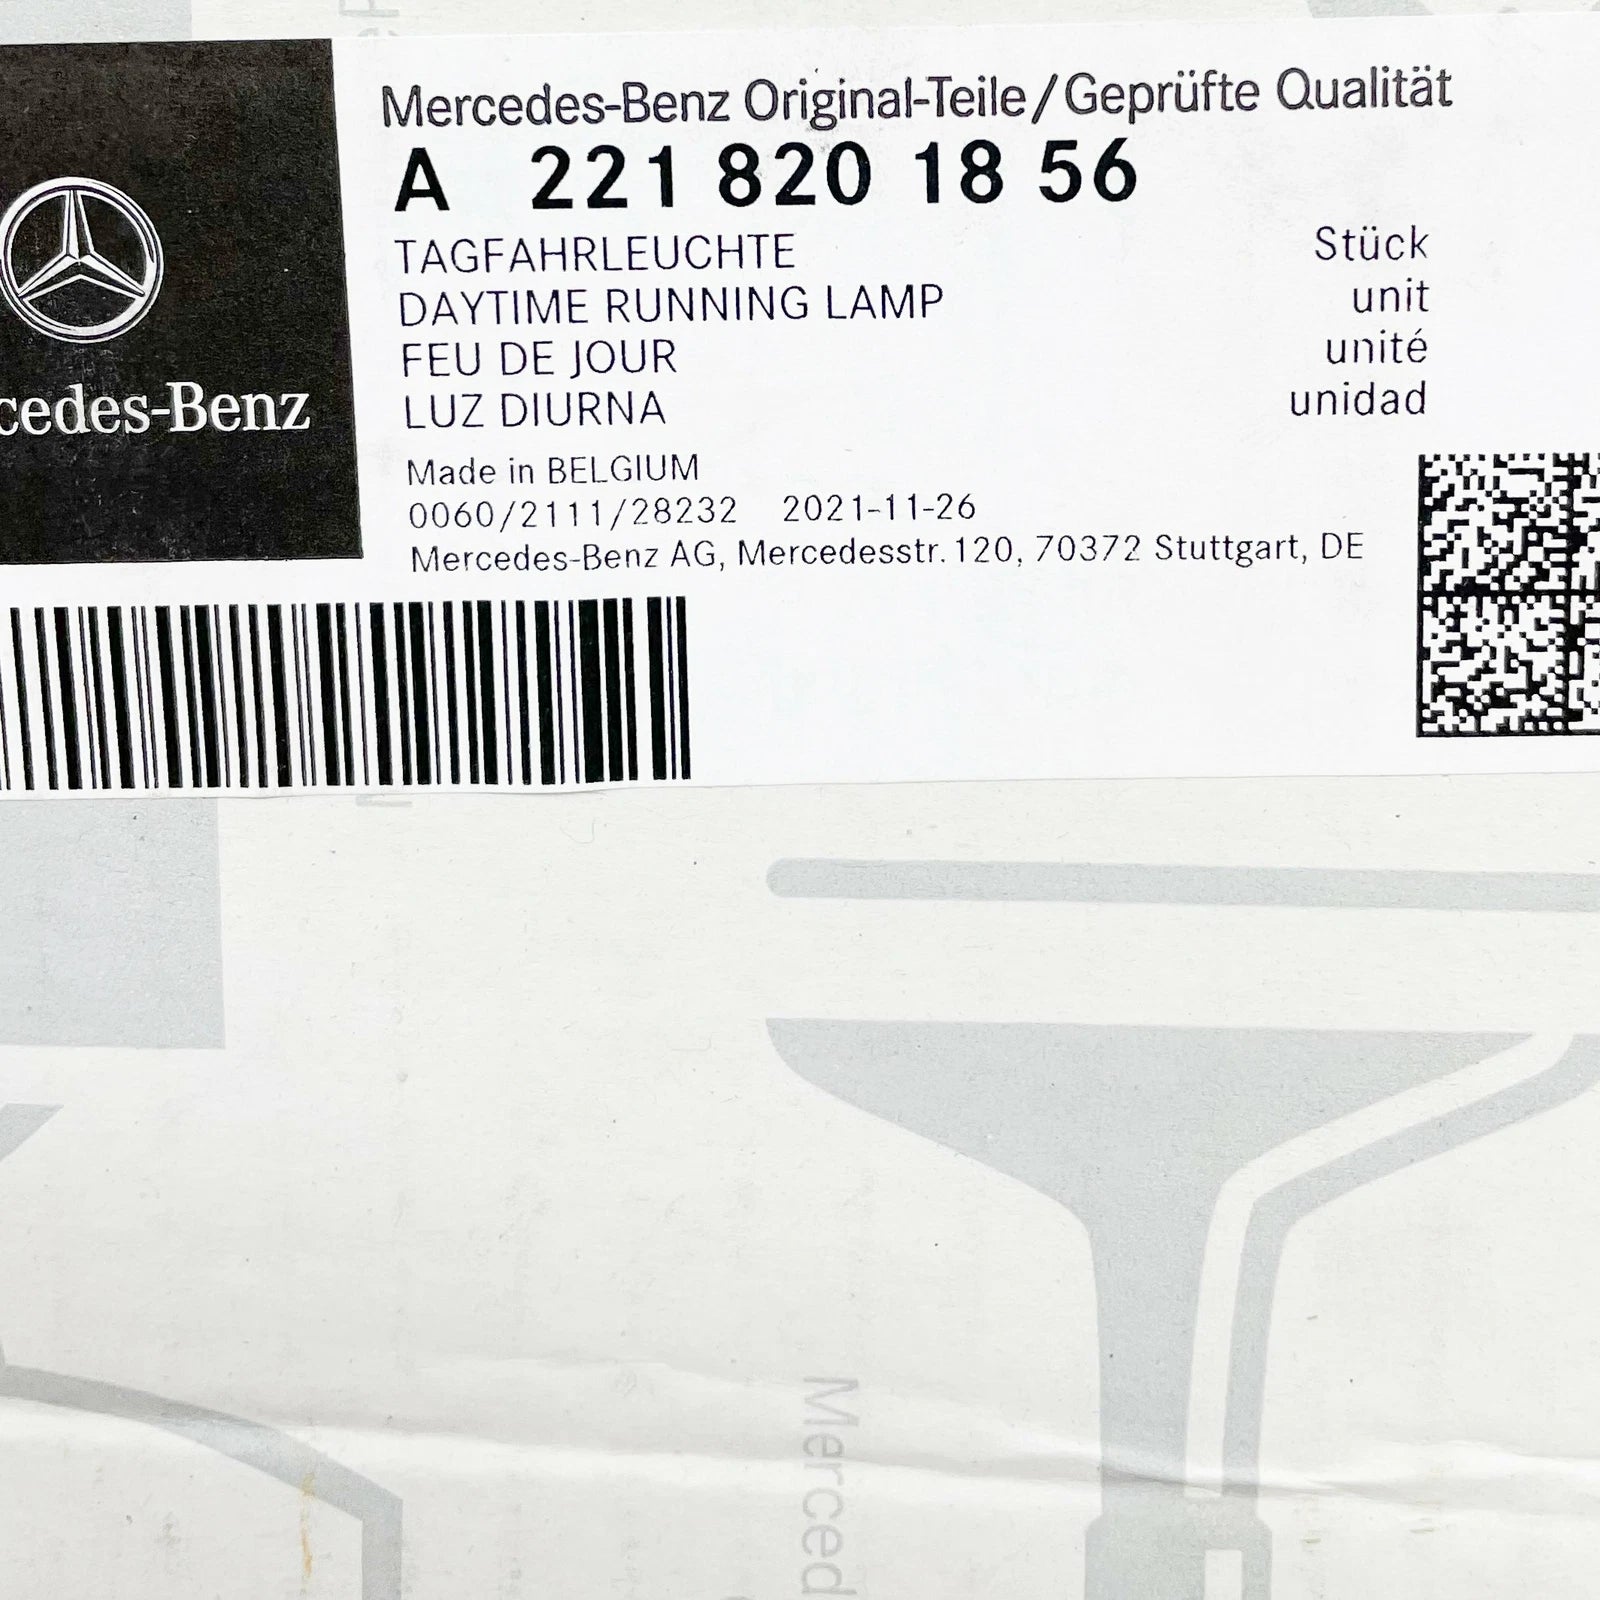 Mercedes-Benz Original-Teile/Geprüfte Qualität
A 221 820 18 56
TAGFAHRLEUCHTE Stück
DAYTIME RUNNING LAMP unit
FEU DE JOUR unité
LUZ DIURNA unidad
cedes-Benz
Made in BELGIUM
0060/2111/28232 2021-11-26
Mercedes-Benz AG, Mercedesstr. 120, 70372 Stuttgart, DE
Merced